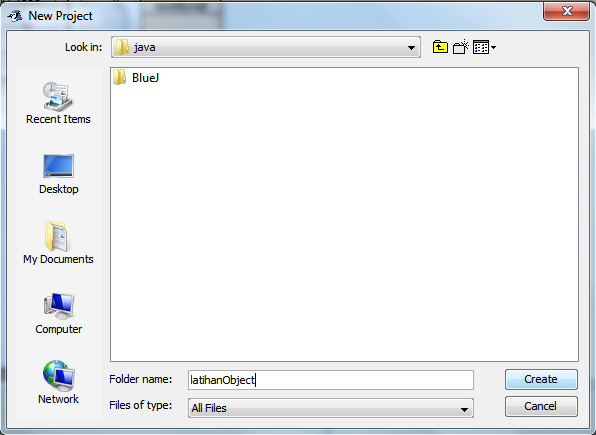 New Project
Look in: java
BlueJ
Recent Items
Desktop
My Documents
Computer
Network
Folder name: latihanObject Create
Files of type: All Files Cancel